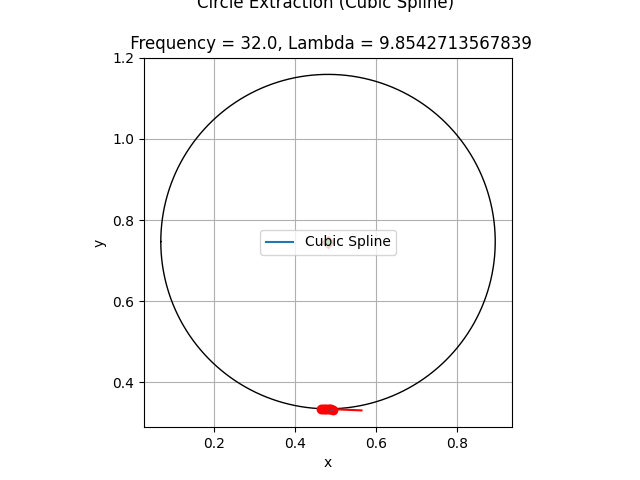 Circle Extraction (Cubic Spline)
Frequency = 32.0, Lambda = 9.8542713567839
1.2
1.0
0.8
0.6
0.4
y
Cubic Spline
0.2 0.4 0.6 0.8
x